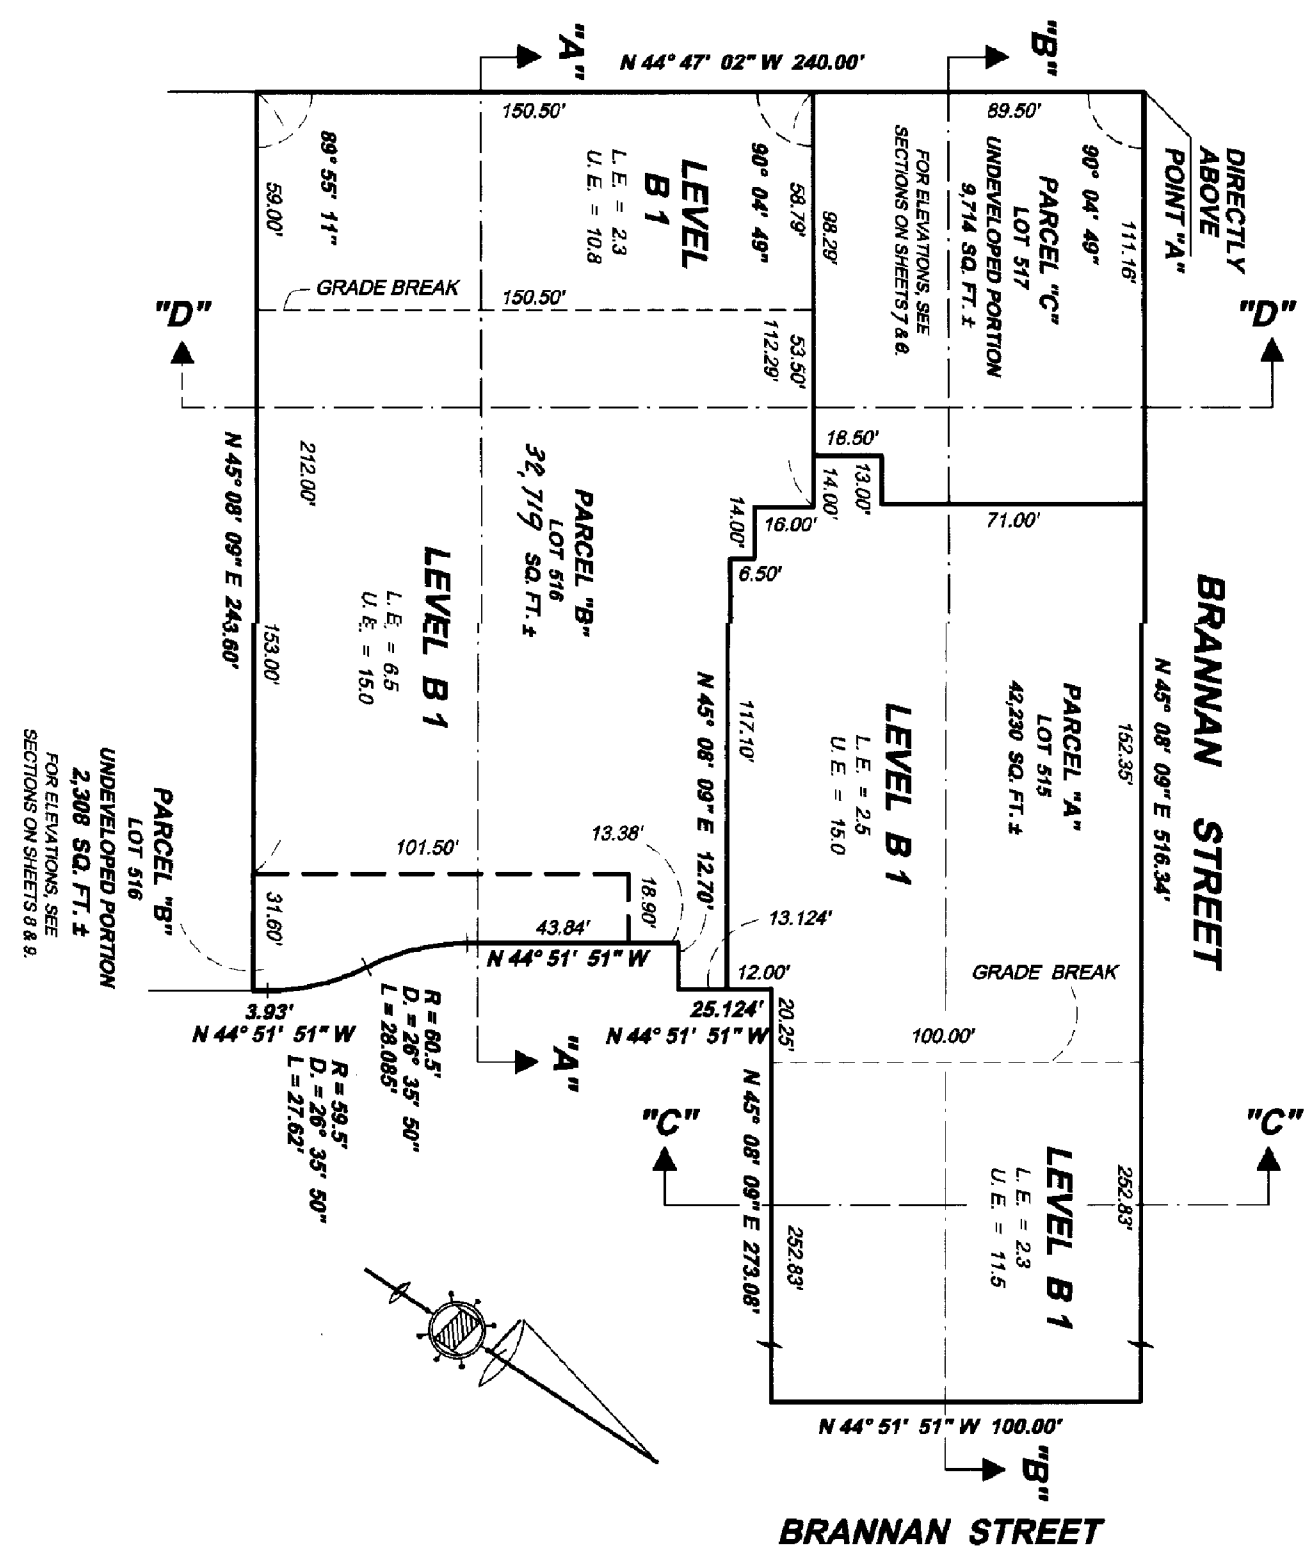 "A"
N 44° 47' 02" W 240.00'
"B"
150.50'
89.50'
DIRECTLY
ABOVE
POINT "A"
89° 55' 11"
59.00'
LEVEL
B 1
L. E. = 2.3
U. E. = 10.8
90° 04' 49"
58.79'
98.29'
PARCEL "C"
LOT 517
UNDEVELOPED PORTION
9,714 SQ. FT. ±
FOR ELEVATIONS, SEE
SECTIONS ON SHEETS 7 & 8.
90° 04' 49"
111.16'
GRADE BREAK
150.50'
"D"
"D"
53.50'
112.29'
N 45° 08' 09" E 243.60'
212.00'
153.00'
PARCEL "B"
LOT 516
32,719 SQ. FT. ±
LEVEL B 1
L. E. = 6.5
U. E. = 15.0
18.50'
13.00'
14.00'
71.00'
14.00'
16.00'
6.50'
BRANNAN STREET
N 45° 08' 09" E 516.34'
152.35'
PARCEL "A"
LOT 515
42,230 SQ. FT. ±
LEVEL B 1
L. E. = 2.5
U. E. = 15.0
117.10'
N 45° 08' 09" E 12.70'
PARCEL "B"
LOT 516
UNDEVELOPED PORTION
2,308 SQ. FT. ±
FOR ELEVATIONS, SEE
SECTIONS ON SHEETS 8 & 9.
101.50'
13.38'
18.90'
31.60'
43.84'
N 44° 51' 51" W
13.124'
12.00'
GRADE BREAK
3.93'
N 44° 51' 51" W
25.124'
N 44° 51' 51" W
20.25'
100.00'
R = 60.5'
D. = 26° 35' 50"
L = 28.085'
R = 59.5'
D. = 26° 35' 50"
L = 27.62'
"A"
"C"
"C"
N 45° 08' 09" E 273.08'
252.83'
LEVEL B 1
L. E. = 2.3
U. E. = 11.5
252.83'
N 44° 51' 51" W 100.00'
"B"
BRANNAN STREET